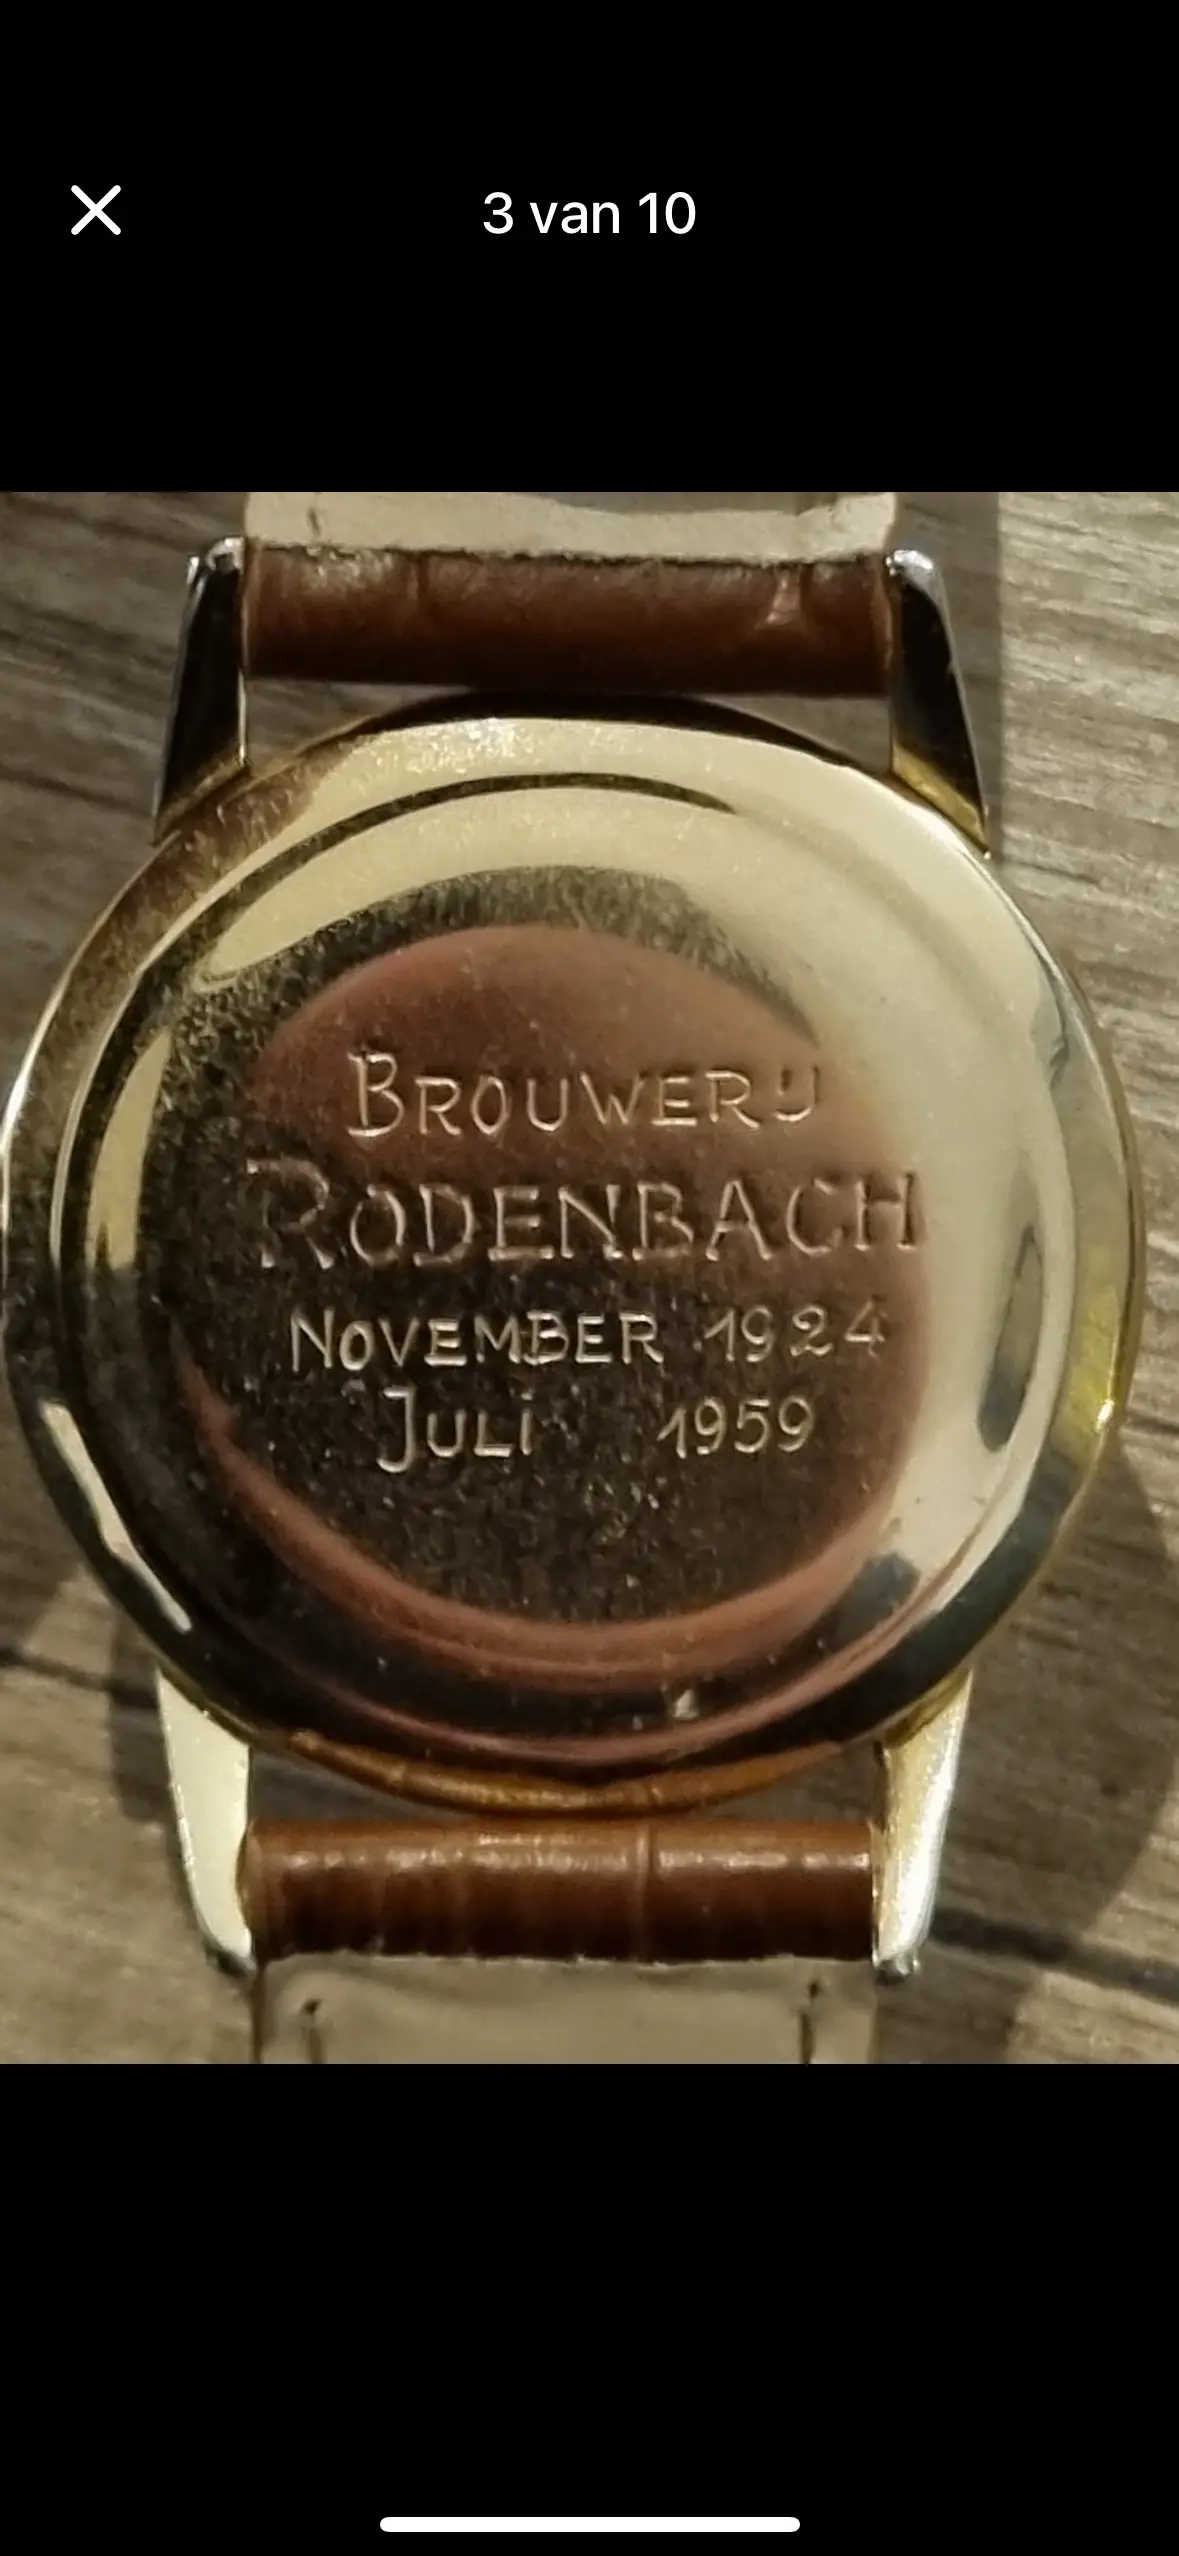 3 van 10
BROUWERIJ
RODENBACH
NOVEMBER 1924
JULI 1959